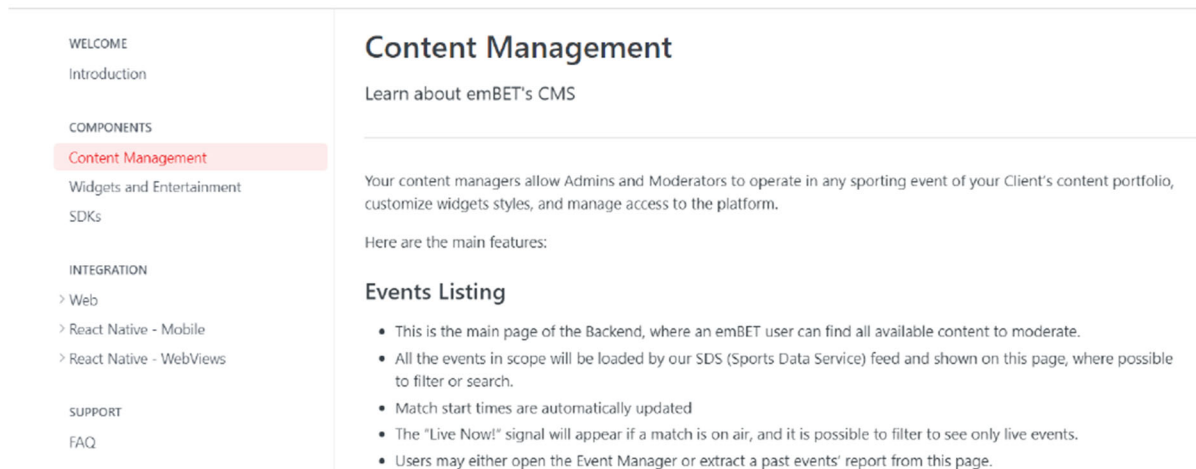 WELCOME
Introduction
COMPONENTS
Content Management
Widgets and Entertainment
SDKs
INTEGRATION
Web
React Native - Mobile
React Native - WebViews
SUPPORT
FAQ
Content Management
Learn about emBET's CMS
Your content managers allow Admins and Moderators to operate in any sporting event of your Client's content portfolio,
customize widgets styles, and manage access to the platform.
Here are the main features:
Events Listing
• This is the main page of the Backend, where an emBET user can find all available content to moderate.
• All the events in scope will be loaded by our SDS (Sports Data Service) feed and shown on this page, where possible
to filter or search.
• Match start times are automatically updated
• The "Live Now!" signal will appear if a match is on air, and it is possible to filter to see only live events.
• Users may either open the Event Manager or extract a past events' report from this page.